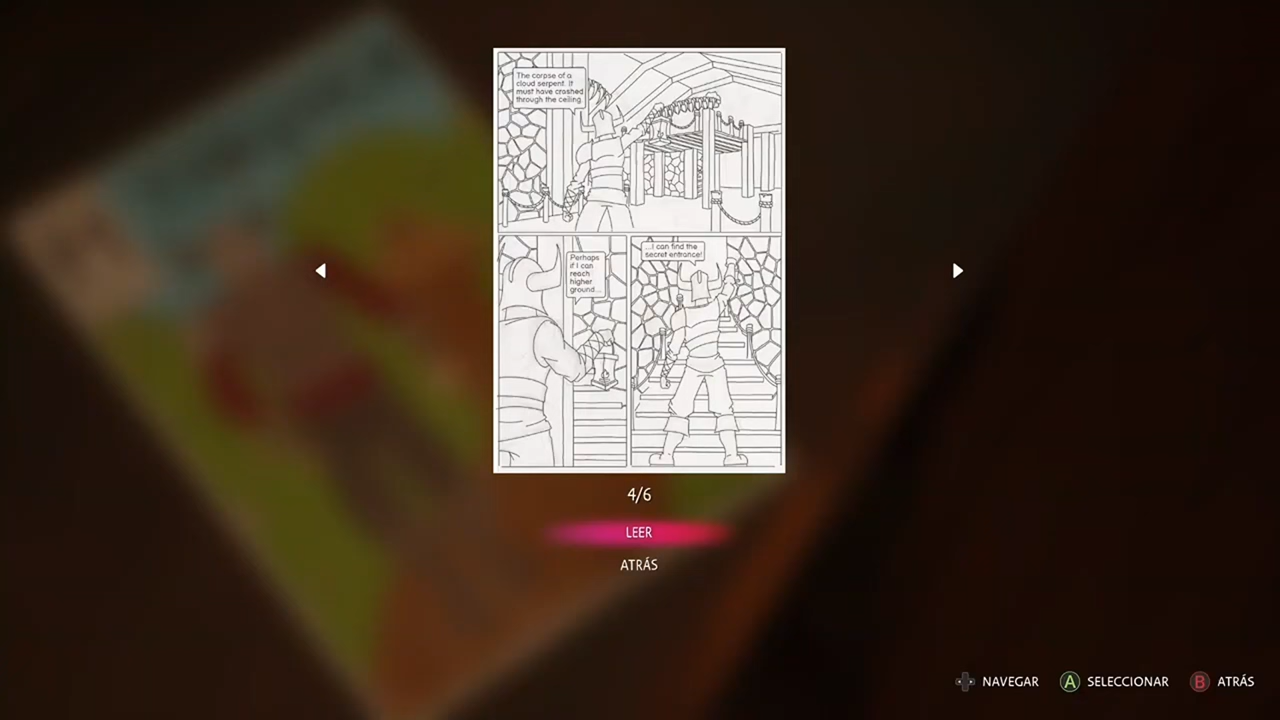 The corpse of a
cloud serpent. It
must have crashed
through the ceiling.
Perhaps
if I can
reach
higher
ground...
...I can find the
secret entrance!
4/6
LEER
ATRÁS
NAVEGAR
A SELECCIONAR
B ATRÁS